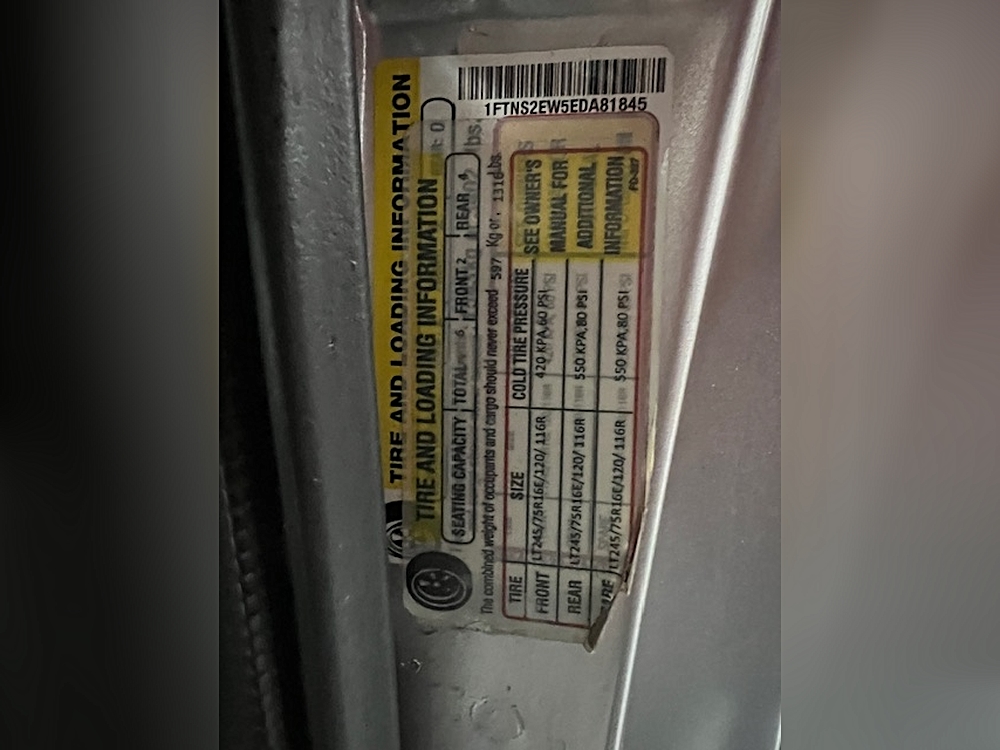 1FTNS2EW5EDA81845
TIRE AND LOADING INFORMATION
TIRE AND LOADING INFORMATION
SEATING CAPACITY TOTAL 6 FRONT 2 REAR 4
The combined weight of occupants and cargo should never exceed 597 Kg or. 1316 Lbs.
TIRE SIZE COLD TIRE PRESSURE
FRONT LT245/75R16E/120/ 116R 420 KPA,60 PSI
REAR LT245/75R16E/120/ 116R 550 KPA,80 PSI
LT245/75R16E/120/ 116R 550 KPA,80 PSI
SEE OWNER'S
MANUAL FOR
ADDITIONAL
INFORMATION